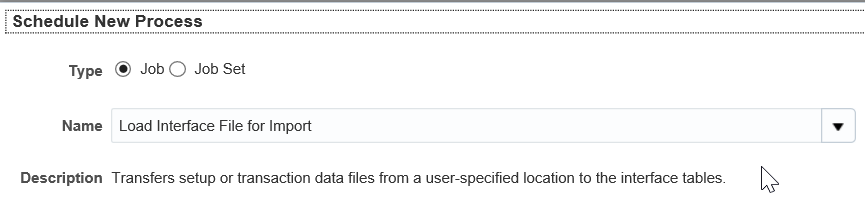 Schedule New Process
Type Job Job Set
Name Load Interface File for Import
Description Transfers setup or transaction data files from a user-specified location to the interface tables.